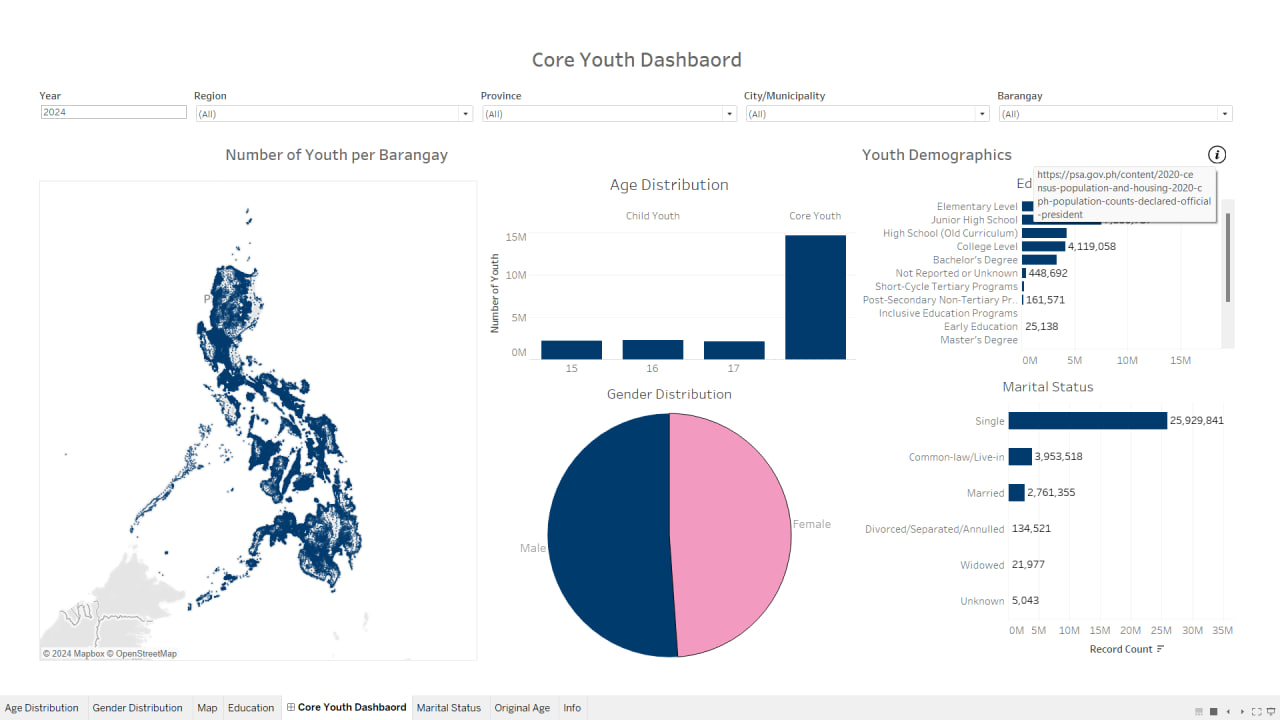 Core Youth Dashbaord
Year
Region
Province
City/Municipality
Barangay
2024
(All)
(All)
(All)
(All)
Number of Youth per Barangay
P
© 2024 Mapbox © OpenStreetMap
Age Distribution
Child Youth
Core Youth
Number of Youth
15M
10M
5M
0M
15
16
17
Gender Distribution
Male
Female
Youth Demographics
i
https://psa.gov.ph/content/2020-ce
nsus-population-and-housing-2020-c
ph-population-counts-declared-official
-president
Ed
Elementary Level
Junior High School
High School (Old Curriculum)
College Level 4,119,058
Bachelor's Degree
Not Reported or Unknown 448,692
Short-Cycle Tertiary Programs
Post-Secondary Non-Tertiary Pr.. 161,571
Inclusive Education Programs
Early Education 25,138
Master's Degree
0M 5M 10M 15M
Marital Status
Single 25,929,841
Common-law/Live-in 3,953,518
Married 2,761,355
Divorced/Separated/Annulled 134,521
Widowed 21,977
Unknown 5,043
0M 5M 10M 15M 20M 25M 30M 35M
Record Count
Age Distribution
Gender Distribution
Map
Education
Core Youth Dashbaord
Marital Status
Original Age
Info